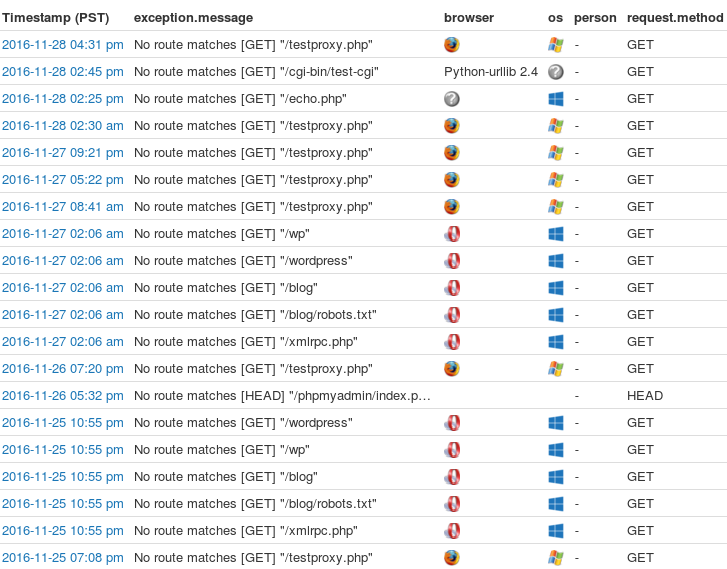 Timestamp (PST) exception.message browser os person request.method
2016-11-28 04:31 pm No route matches [GET] "/testproxy.php" - GET
2016-11-28 02:45 pm No route matches [GET] "/cgi-bin/test-cgi" Python-urllib 2.4 - GET
2016-11-28 02:25 pm No route matches [GET] "/echo.php" - GET
2016-11-28 02:30 am No route matches [GET] "/testproxy.php" - GET
2016-11-27 09:21 pm No route matches [GET] "/testproxy.php" - GET
2016-11-27 05:22 pm No route matches [GET] "/testproxy.php" - GET
2016-11-27 08:41 am No route matches [GET] "/testproxy.php" - GET
2016-11-27 02:06 am No route matches [GET] "/wp" - GET
2016-11-27 02:06 am No route matches [GET] "/wordpress" - GET
2016-11-27 02:06 am No route matches [GET] "/blog" - GET
2016-11-27 02:06 am No route matches [GET] "/blog/robots.txt" - GET
2016-11-27 02:06 am No route matches [GET] "/xmlrpc.php" - GET
2016-11-26 07:20 pm No route matches [GET] "/testproxy.php" - GET
2016-11-26 05:32 pm No route matches [HEAD] "/phpmyadmin/index.p… - HEAD
2016-11-25 10:55 pm No route matches [GET] "/wordpress" - GET
2016-11-25 10:55 pm No route matches [GET] "/wp" - GET
2016-11-25 10:55 pm No route matches [GET] "/blog" - GET
2016-11-25 10:55 pm No route matches [GET] "/blog/robots.txt" - GET
2016-11-25 10:55 pm No route matches [GET] "/xmlrpc.php" - GET
2016-11-25 07:08 pm No route matches [GET] "/testproxy.php" - GET